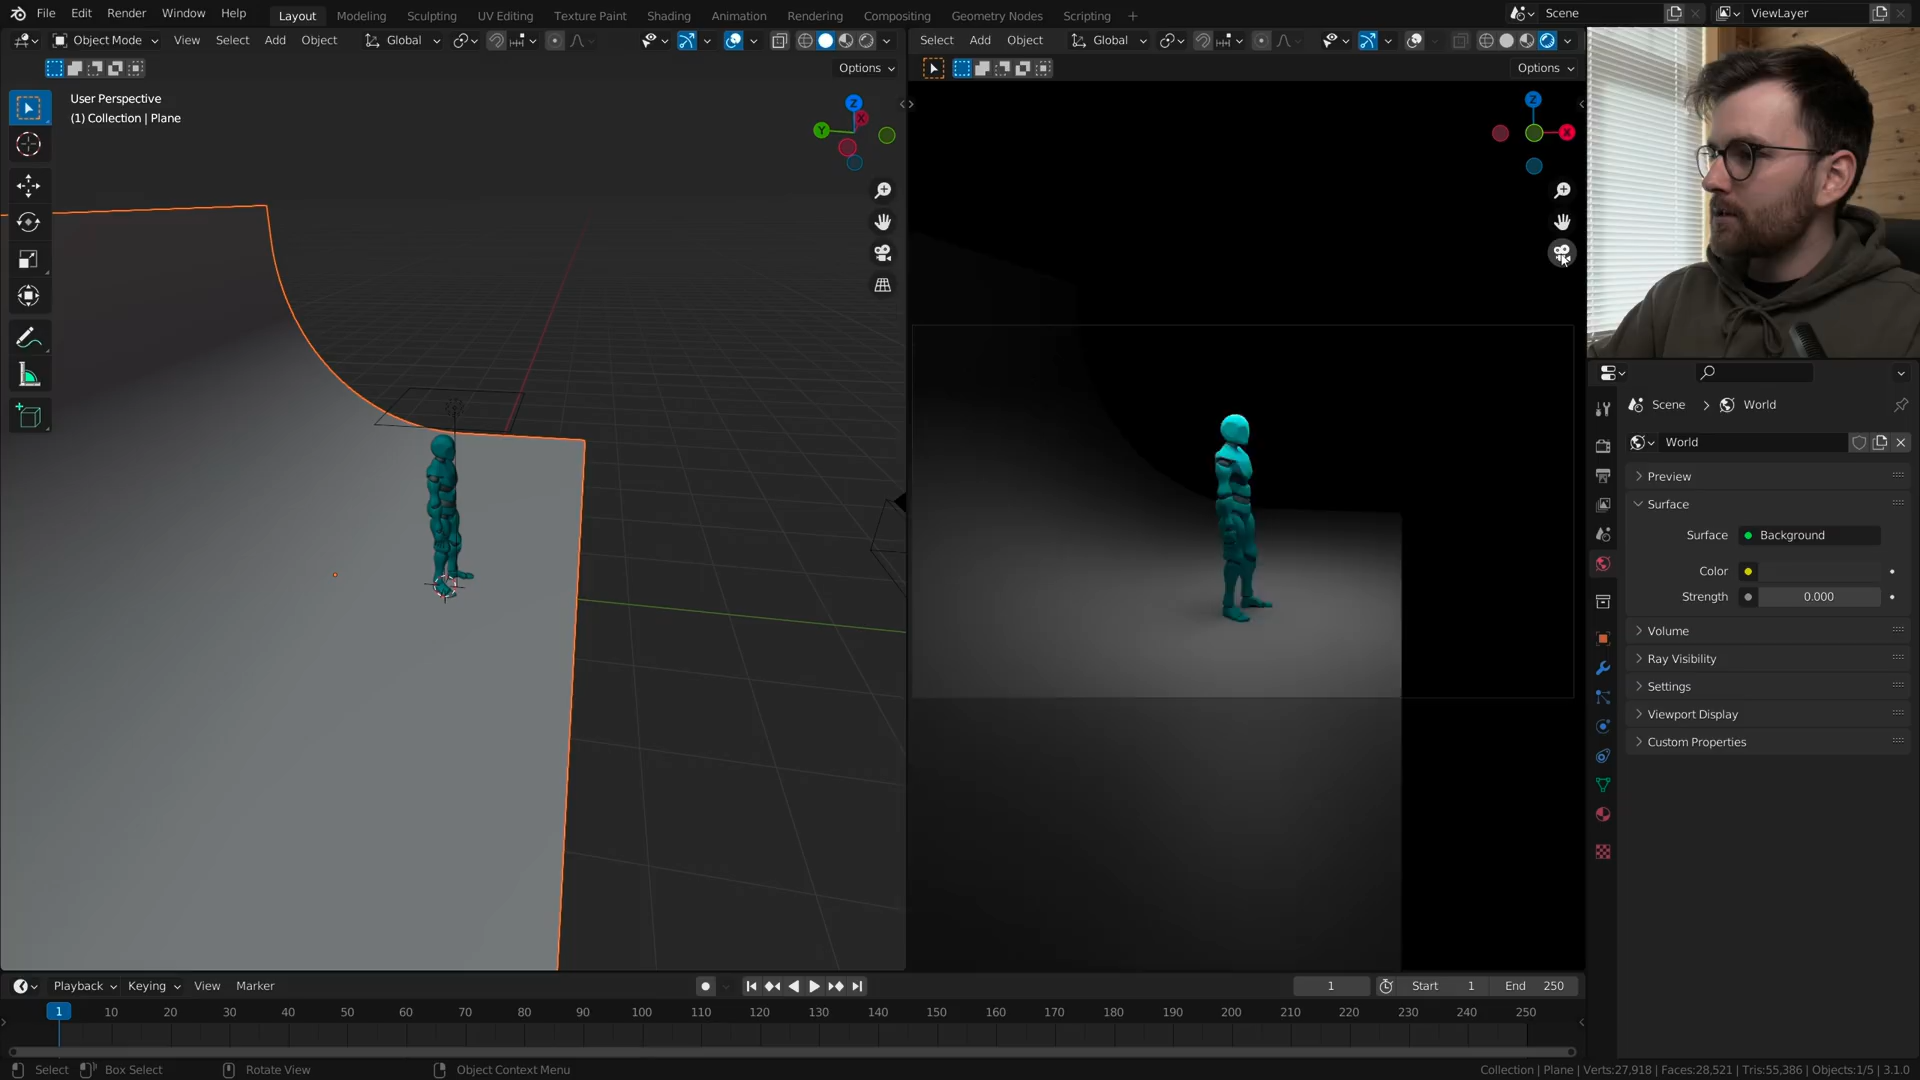 File Edit Render Window Help Layout Modeling Sculpting UV Editing Texture Paint Shading Animation Rendering Compositing Geometry Nodes Scripting + Scene ViewLayer
Object Mode View Select Add Object Global Select Add Object Global
Options Options
User Perspective
(1) Collection | Plane
Z
X
Y
Z
X
Scene > World
World
Preview
Surface
Surface Background
Color
Strength 0.000
Volume
Ray Visibility
Settings
Viewport Display
Custom Properties
Playback Keying View Marker 1 Start 1 End 250
1 10 20 30 40 50 60 70 80 90 100 110 120 130 140 150 160 170 180 190 200 210 220 230 240 250
Select Box Select Rotate View Object Context Menu Collection | Plane | Verts:27,918 | Faces:28,521 | Tris:55,386 | Objects:1/5 | 3.1.0